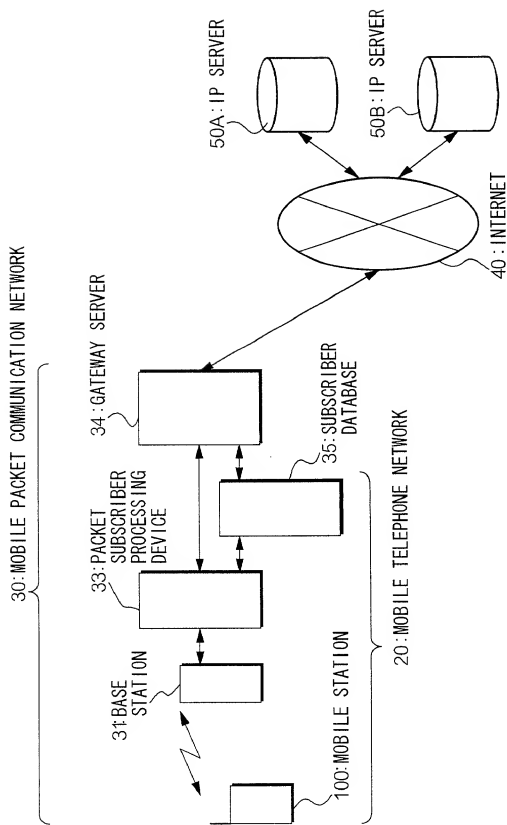 30:MOBILE PACKET COMMUNICATION NETWORK
34:GATEWAY SERVER
33:PACKET
SUBSCRIBER
PROCESSING
DEVICE
31:BASE
STATION
100:MOBILE STATION
35:SUBSCRIBER
DATABASE
20:MOBILE TELEPHONE NETWORK
50A:IP SERVER
50B:IP SERVER
40:INTERNET